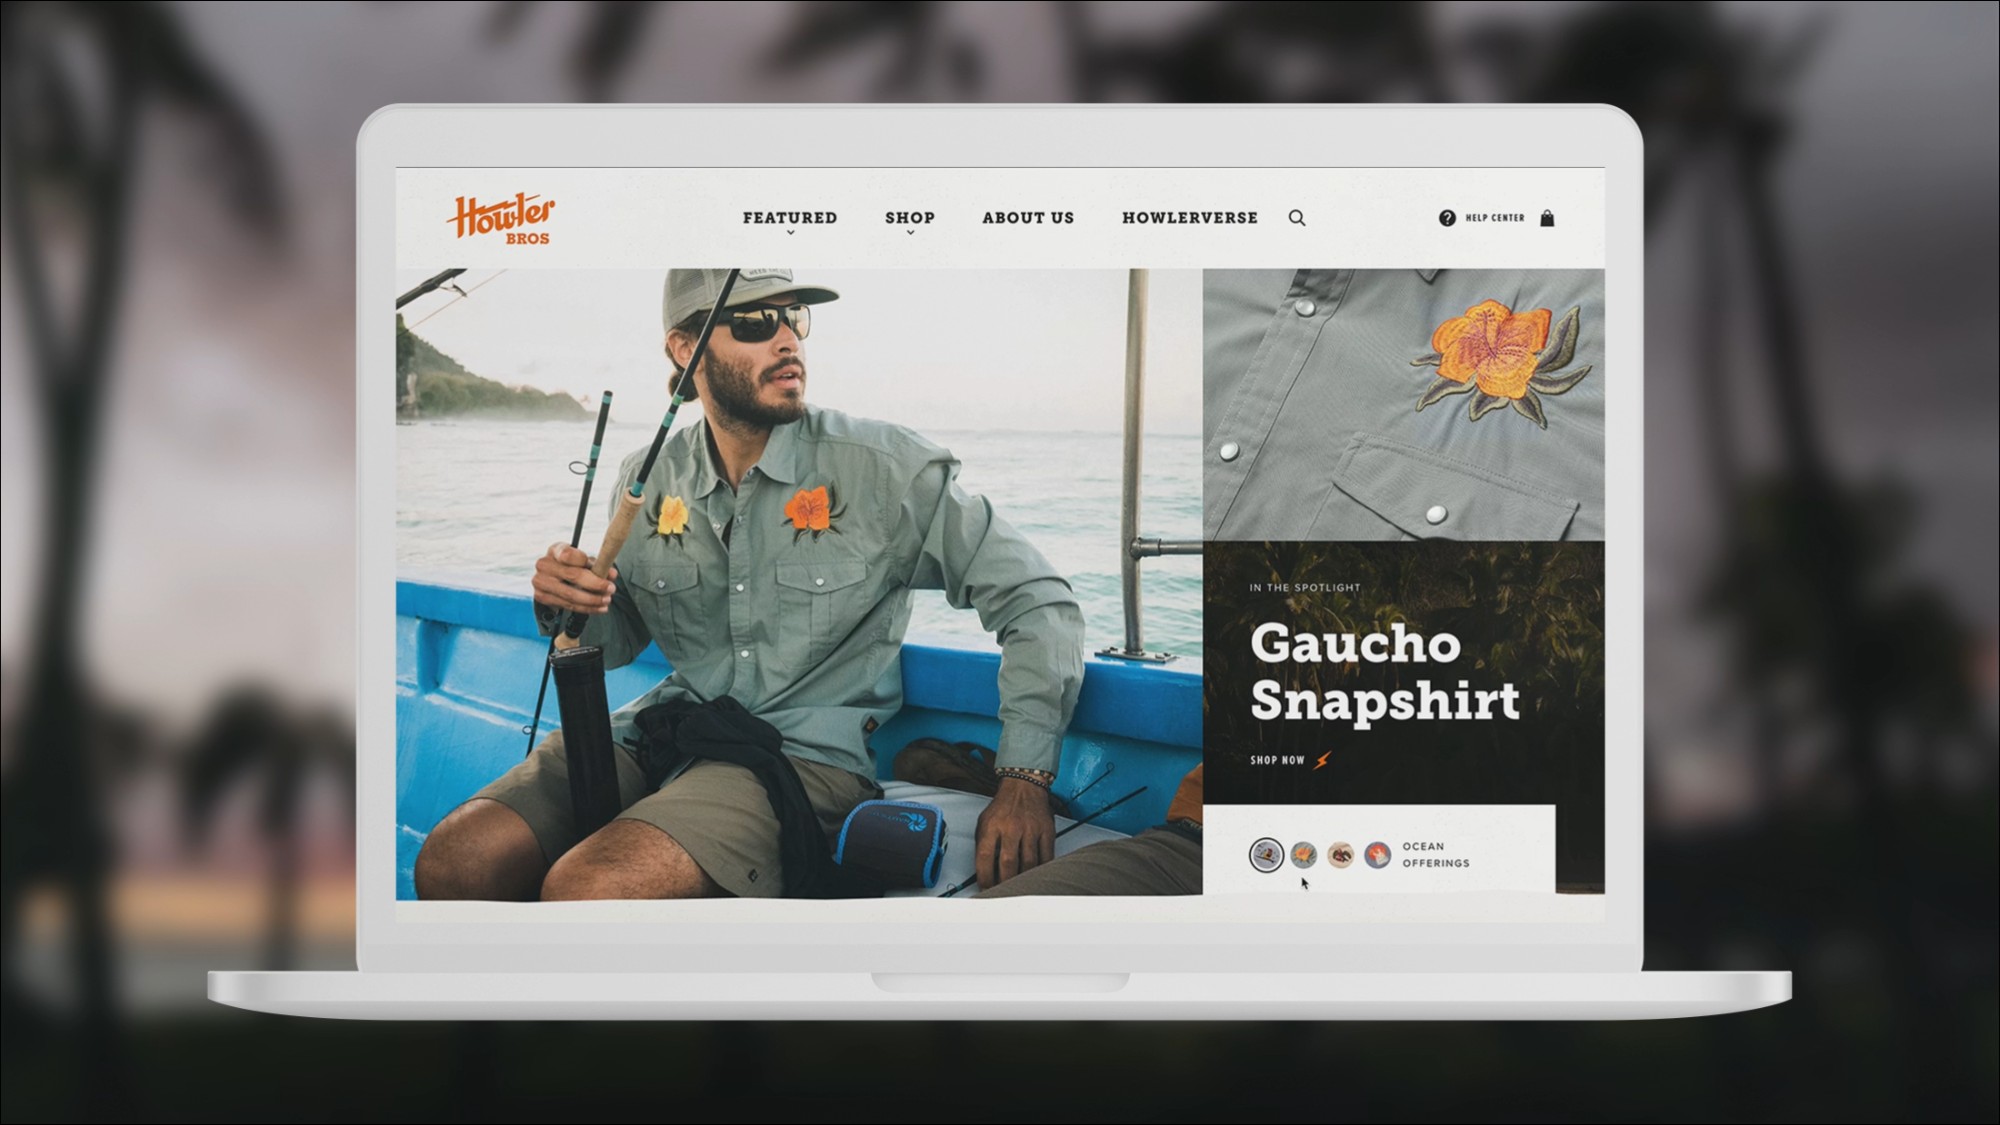 Howler
BROS
FEATURED
SHOP
ABOUT US
HOWLERVERSE
HELP CENTER
IN THE SPOTLIGHT
Gaucho
Snapshirt
SHOP NOW
OCEAN
OFFERINGS